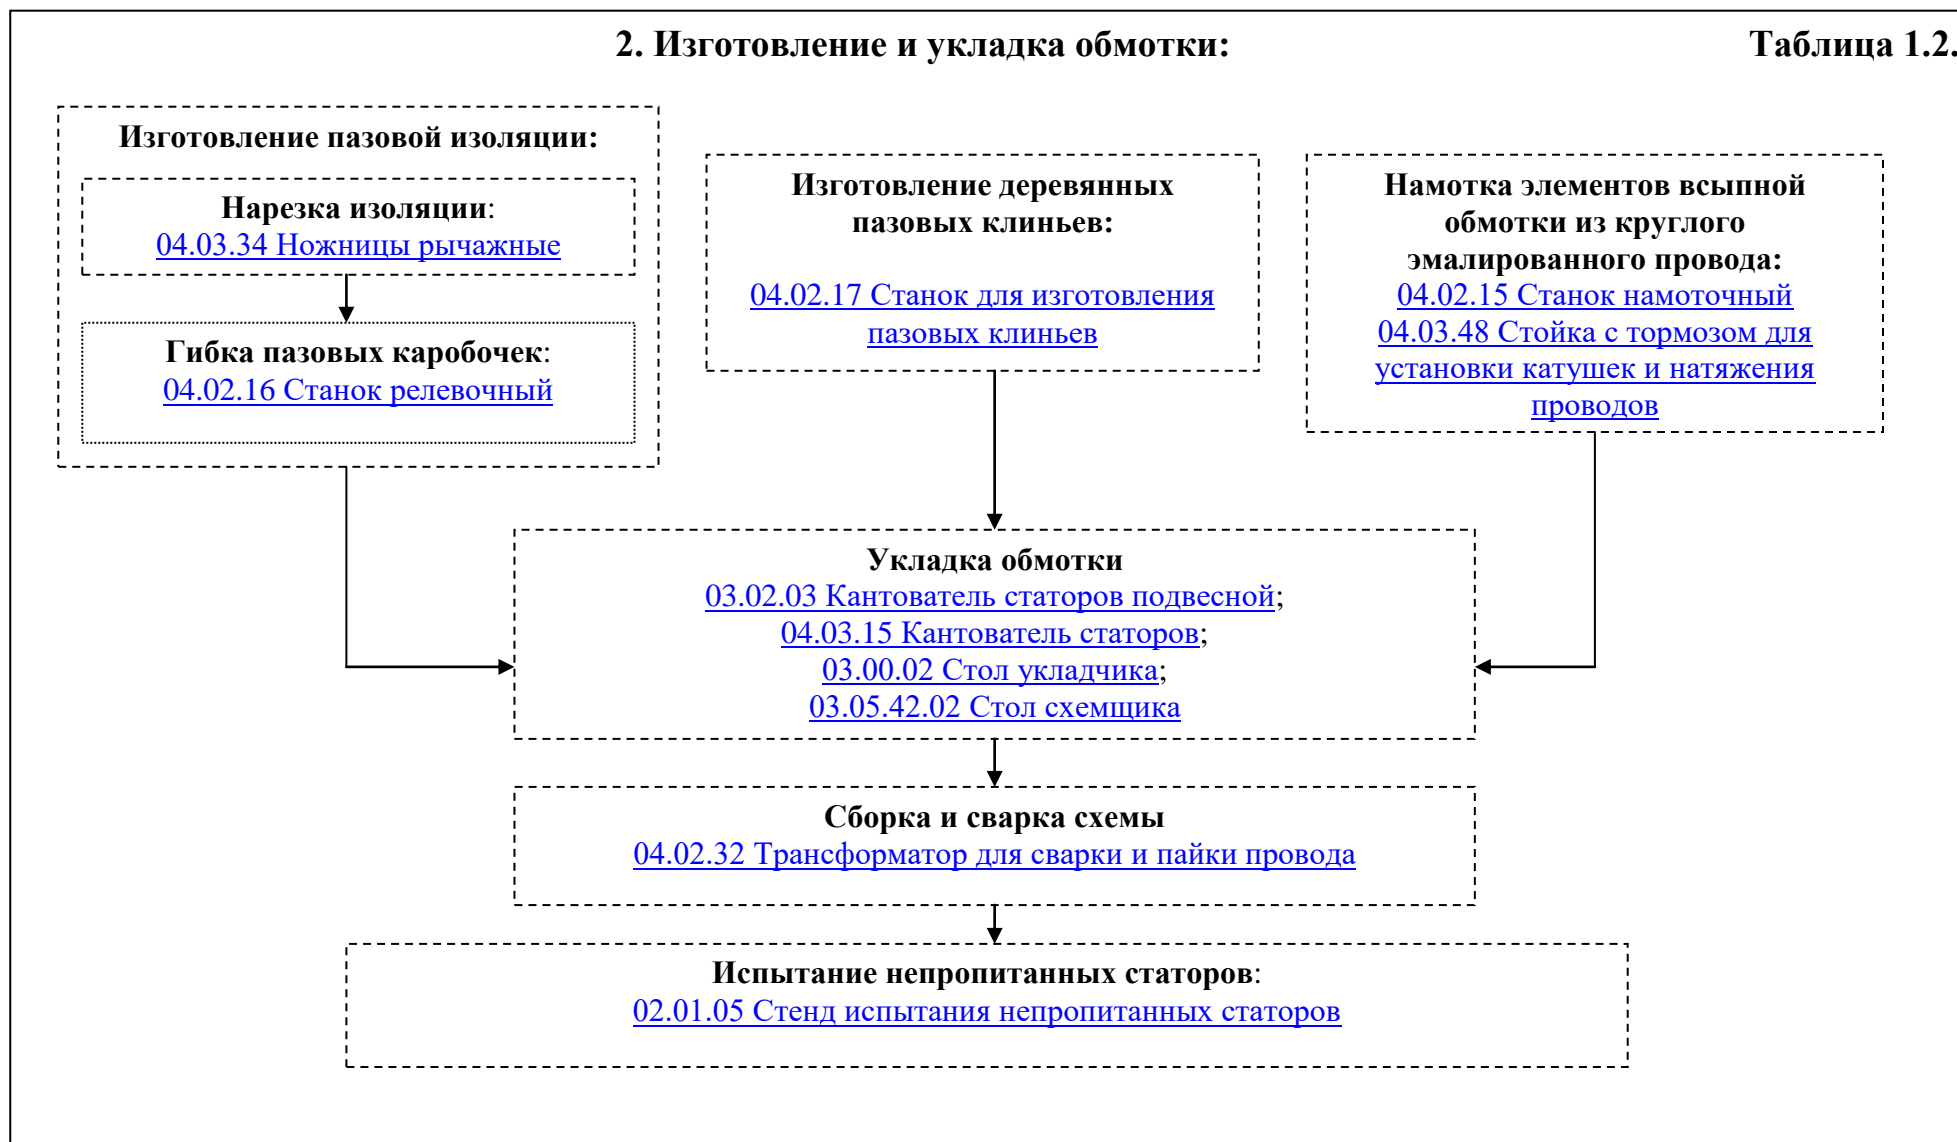 2. Изготовление и укладка обмотки:
Таблица 1.2.
Изготовление пазовой изоляции:
Нарезка изоляции:
04.03.34 Ножницы рычажные
Гибка пазовых каробочек:
04.02.16 Станок релевочный
Изготовление деревянных
пазовых клиньев:
04.02.17 Станок для изготовления
пазовых клиньев
Намотка элементов всыпной
обмотки из круглого
эмалированного провода:
04.02.15 Станок намоточный
04.03.48 Стойка с тормозом для
установки катушек и натяжения
проводов
Укладка обмотки
03.02.03 Кантователь статоров подвесной;
04.03.15 Кантователь статоров;
03.00.02 Стол укладчика;
03.05.42.02 Стол схемщика
Сборка и сварка схемы
04.02.32 Трансформатор для сварки и пайки провода
Испытание непропитанных статоров:
02.01.05 Стенд испытания непропитанных статоров